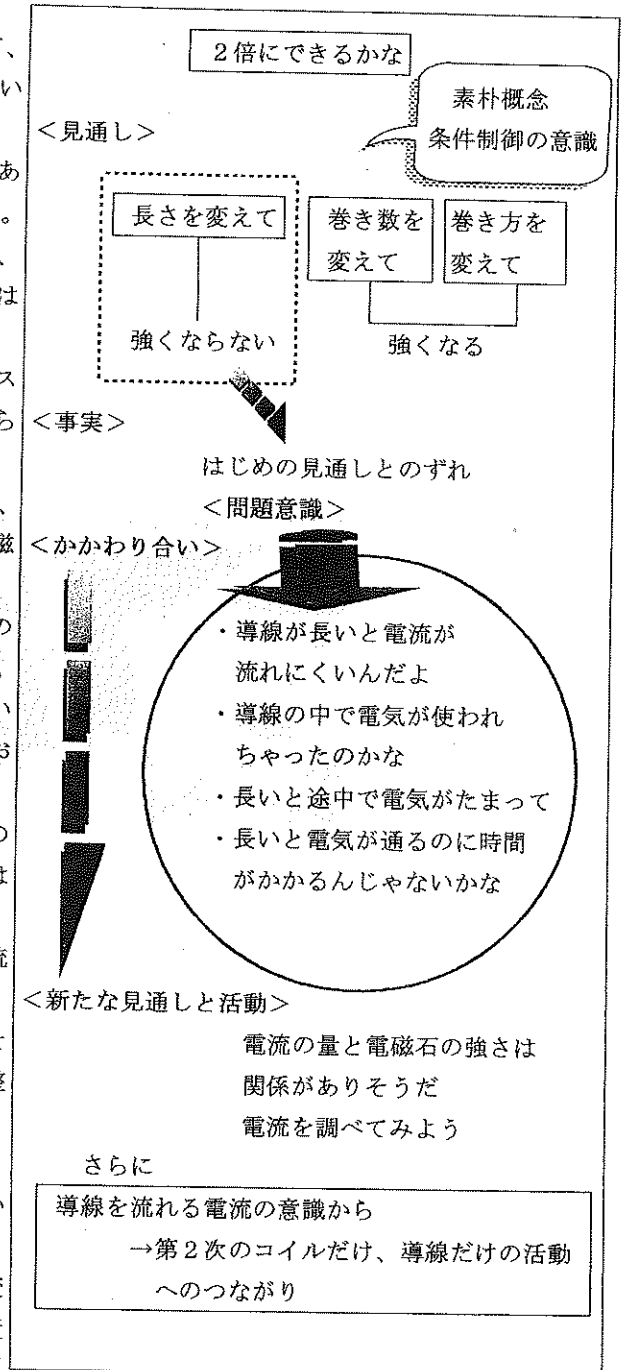 ２倍にできるかな
素朴概念
条件制御の意識
＜見通し＞
長さを変えて
巻き数を
変えて
巻き方を
変えて
強くならない
強くなる
＜事実＞
はじめの見通しとのずれ
＜問題意識＞
＜かかわり合い＞
・導線が長いと電流が
流れにくいんだよ
・導線の中で電気が使われ
ちゃったのかな
・長いと途中で電気がたまって
・長いと電気が通るのに時間
がかかるんじゃないかな
＜新たな見通しと活動＞
電流の量と電磁石の強さは
関係がありそうだ
電流を調べてみよう
さらに
導線を流れる電流の意識から
→第２次のコイルだけ、導線だけの活動
へのつながり